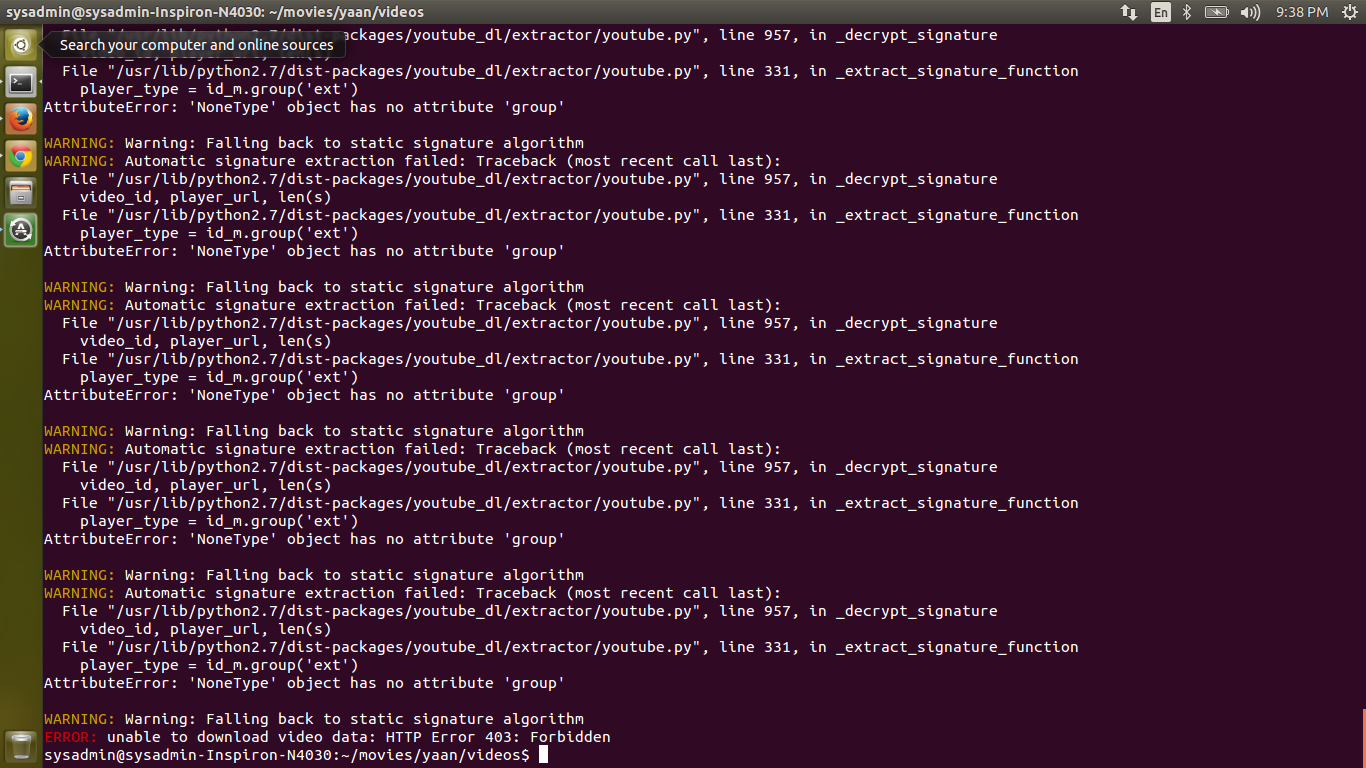 sysadmin@sysadmin-Inspiron-N4030: ~/movies/yaan/videos
En
9:38 PM
Search your computer and online sources
File "/usr/lib/python2.7/dist-packages/youtube_dl/extractor/youtube.py", line 957, in _decrypt_signature
File "/usr/lib/python2.7/dist-packages/youtube_dl/extractor/youtube.py", line 331, in _extract_signature_function
player_type = id_m.group('ext')
AttributeError: 'NoneType' object has no attribute 'group'
WARNING: Warning: Falling back to static signature algorithm
WARNING: Automatic signature extraction failed: Traceback (most recent call last):
File "/usr/lib/python2.7/dist-packages/youtube_dl/extractor/youtube.py", line 957, in _decrypt_signature
video_id, player_url, len(s)
File "/usr/lib/python2.7/dist-packages/youtube_dl/extractor/youtube.py", line 331, in _extract_signature_function
player_type = id_m.group('ext')
AttributeError: 'NoneType' object has no attribute 'group'
WARNING: Warning: Falling back to static signature algorithm
WARNING: Automatic signature extraction failed: Traceback (most recent call last):
File "/usr/lib/python2.7/dist-packages/youtube_dl/extractor/youtube.py", line 957, in _decrypt_signature
video_id, player_url, len(s)
File "/usr/lib/python2.7/dist-packages/youtube_dl/extractor/youtube.py", line 331, in _extract_signature_function
player_type = id_m.group('ext')
AttributeError: 'NoneType' object has no attribute 'group'
WARNING: Warning: Falling back to static signature algorithm
WARNING: Automatic signature extraction failed: Traceback (most recent call last):
File "/usr/lib/python2.7/dist-packages/youtube_dl/extractor/youtube.py", line 957, in _decrypt_signature
video_id, player_url, len(s)
File "/usr/lib/python2.7/dist-packages/youtube_dl/extractor/youtube.py", line 331, in _extract_signature_function
player_type = id_m.group('ext')
AttributeError: 'NoneType' object has no attribute 'group'
WARNING: Warning: Falling back to static signature algorithm
WARNING: Automatic signature extraction failed: Traceback (most recent call last):
File "/usr/lib/python2.7/dist-packages/youtube_dl/extractor/youtube.py", line 957, in _decrypt_signature
video_id, player_url, len(s)
File "/usr/lib/python2.7/dist-packages/youtube_dl/extractor/youtube.py", line 331, in _extract_signature_function
player_type = id_m.group('ext')
AttributeError: 'NoneType' object has no attribute 'group'
WARNING: Warning: Falling back to static signature algorithm
ERROR: unable to download video data: HTTP Error 403: Forbidden
sysadmin@sysadmin-Inspiron-N4030:~/movies/yaan/videos$